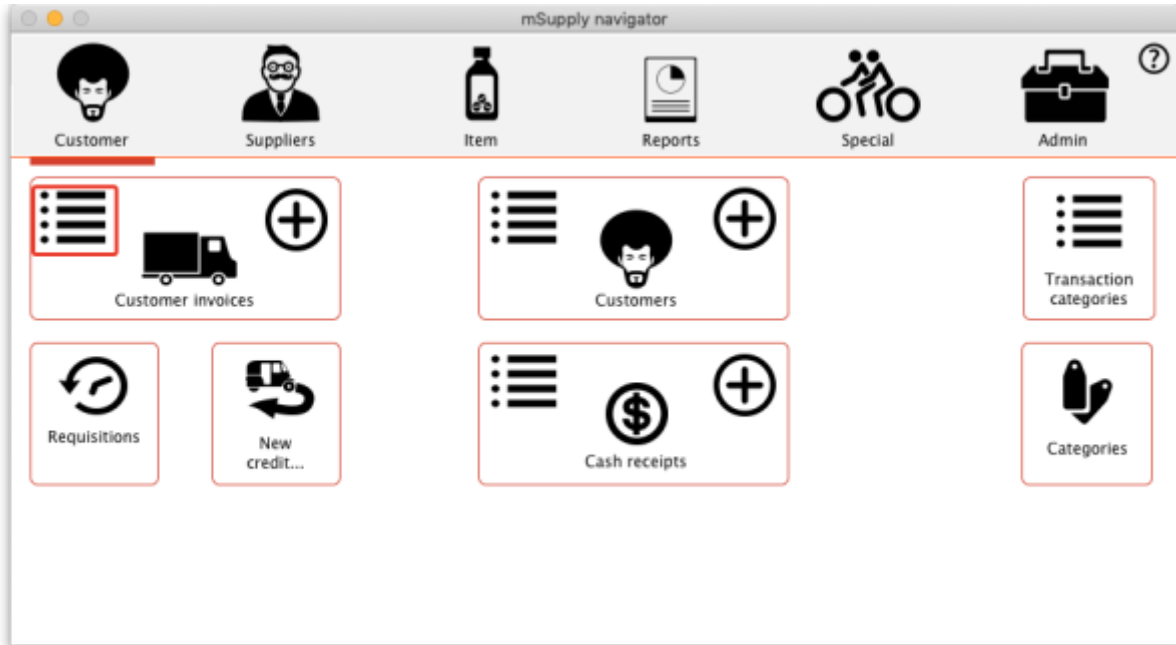 mSupply navigator
?
Customer
Suppliers
Item
Reports
Special
Admin
Customer invoices
Customers
Transaction
categories
Requisitions
New
credit...
$
Cash receipts
Categories